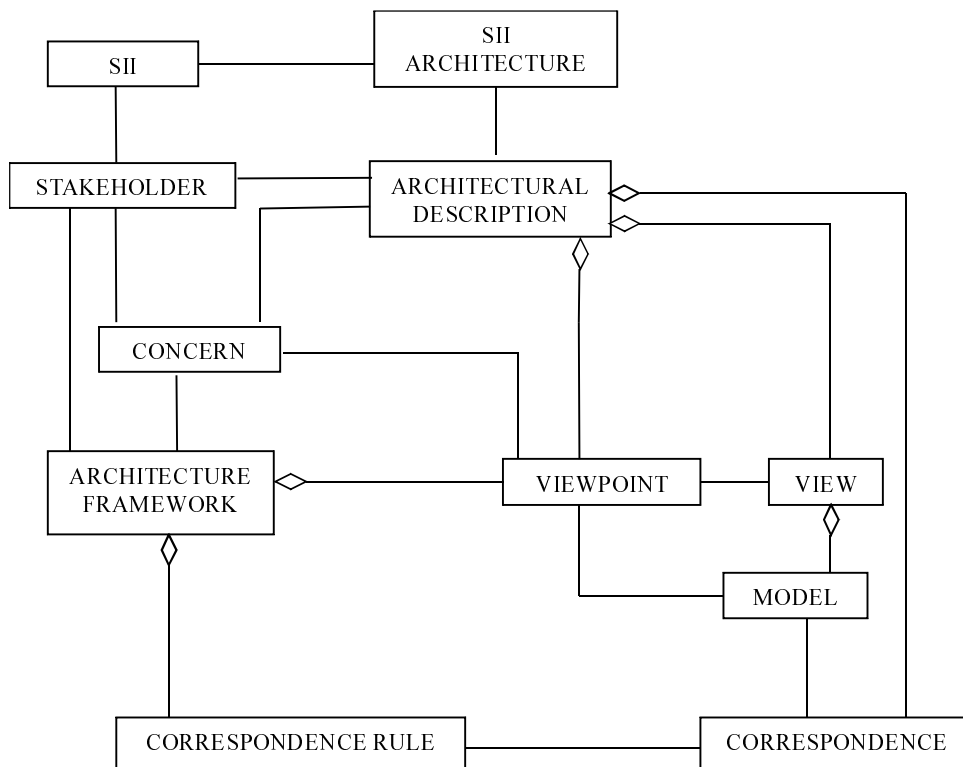 SII
SII
ARCHITECTURE
STAKEHOLDER
ARCHITECTURAL
DESCRIPTION
CONCERN
ARCHITECTURE
FRAMEWORK
VIEWPOINT
VIEW
MODEL
CORRESPONDENCE RULE
CORRESPONDENCE